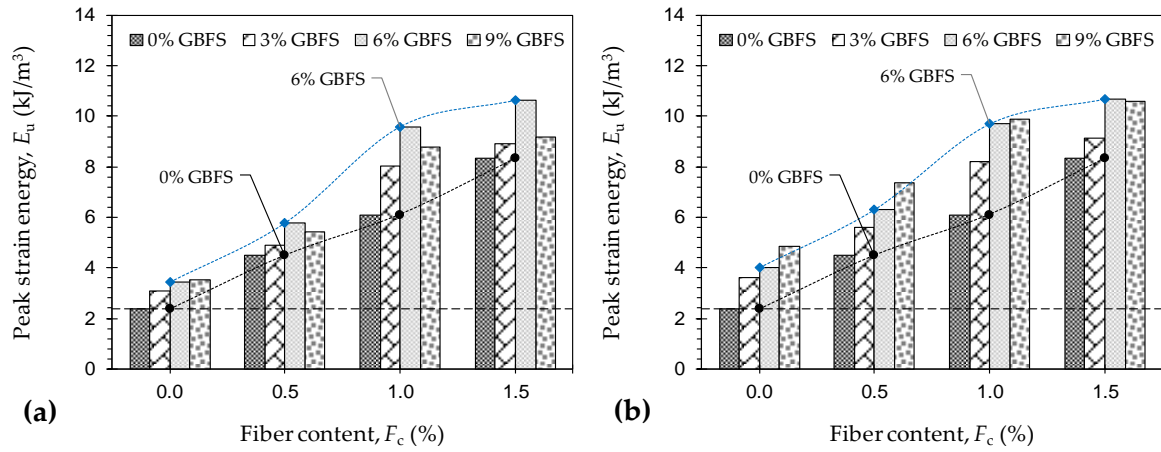 14
12
10
8
6
4
2
0
Peak strain energy, Eu (kJ/m³)
0% GBFS 3% GBFS 6% GBFS 9% GBFS
6% GBFS
0% GBFS
0.0 0.5 1.0 1.5
Fiber content, Fc (%)
(a)
14
12
10
8
6
4
2
0
Peak strain energy, Eu (kJ/m³)
0% GBFS 3% GBFS 6% GBFS 9% GBFS
6% GBFS
0% GBFS
0.0 0.5 1.0 1.5
Fiber content, Fc (%)
(b)